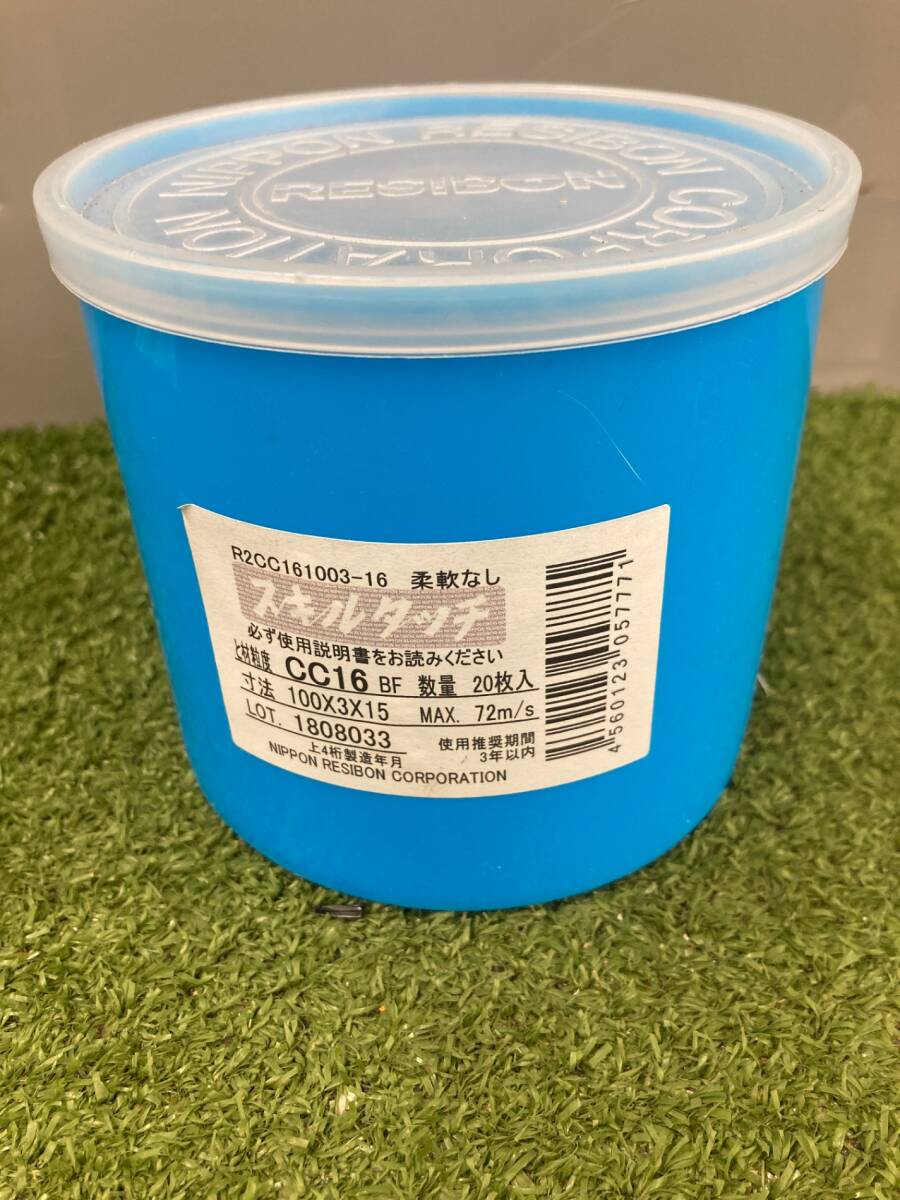 NIPPON RESIBON CORPORATION
RESIBON
R2CC161003-16 柔軟なし
スキルタッチ
必ず使用説明書をお読みください
と材粒度 CC16 BF 数量 20枚入
寸法 100X3X15 MAX. 72m/s
LOT. 1808033 使用推奨期間
上4桁製造年月 3年以内
NIPPON RESIBON CORPORATION
4560123057771